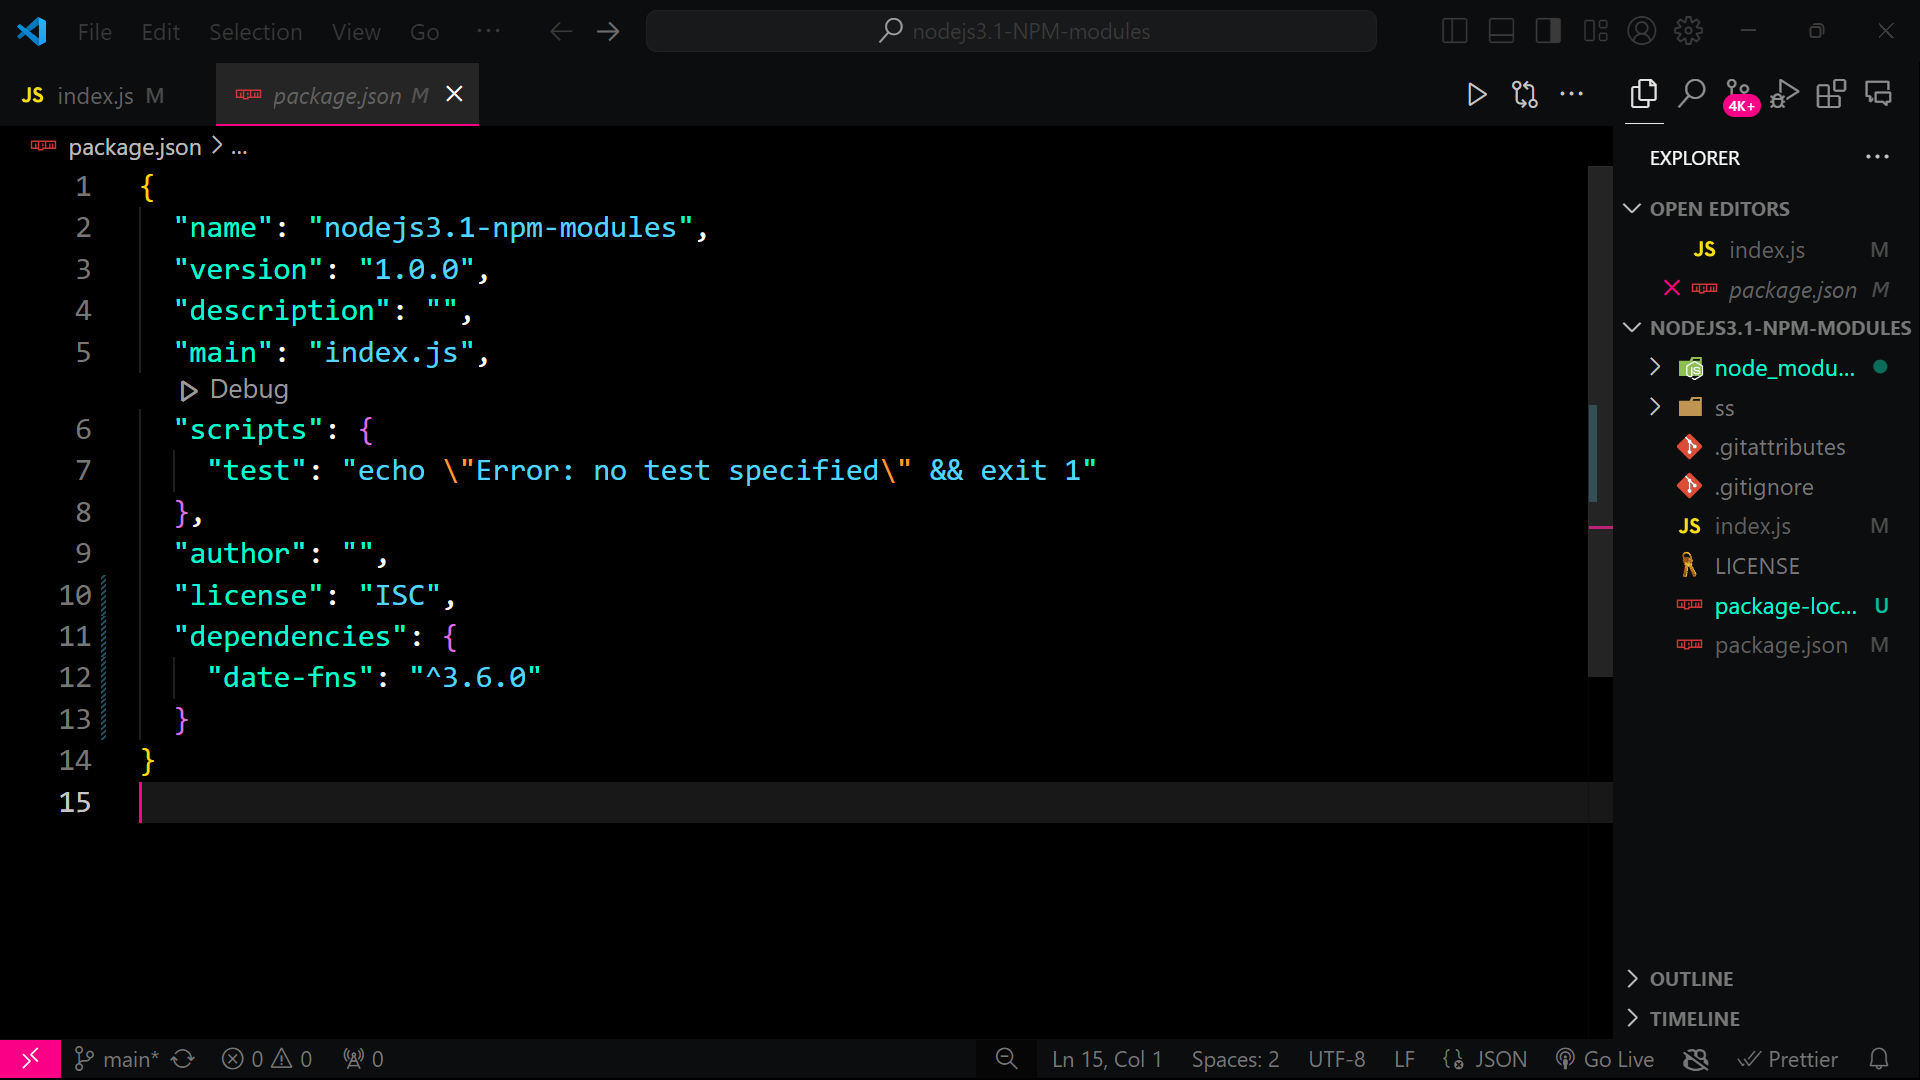 File Edit Selection View Go ... nodejs3.1-NPM-modules
JS index.js M package.json M
4K+
package.json > ...
1 {
2 "name": "nodejs3.1-npm-modules",
3 "version": "1.0.0",
4 "description": "",
5 "main": "index.js",
Debug
6 "scripts": {
7 "test": "echo \"Error: no test specified\" && exit 1"
8 },
9 "author": "",
10 "license": "ISC",
11 "dependencies": {
12 "date-fns": "^3.6.0"
13 }
14 }
15
EXPLORER ...
OPEN EDITORS
JS index.js M
package.json M
NODEJS3.1-NPM-MODULES
node_modu...
ss
.gitattributes
.gitignore
JS index.js M
LICENSE
package-loc... U
package.json M
OUTLINE
TIMELINE
main* 0 0 0 Ln 15, Col 1 Spaces: 2 UTF-8 LF JSON Go Live Prettier